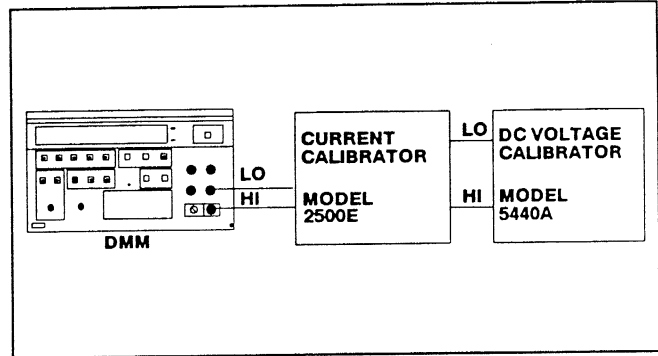 DMM
LO
HI
CURRENT
CALIBRATOR
MODEL
2500E
LO
HI
DC VOLTAGE
CALIBRATOR
MODEL
5440A